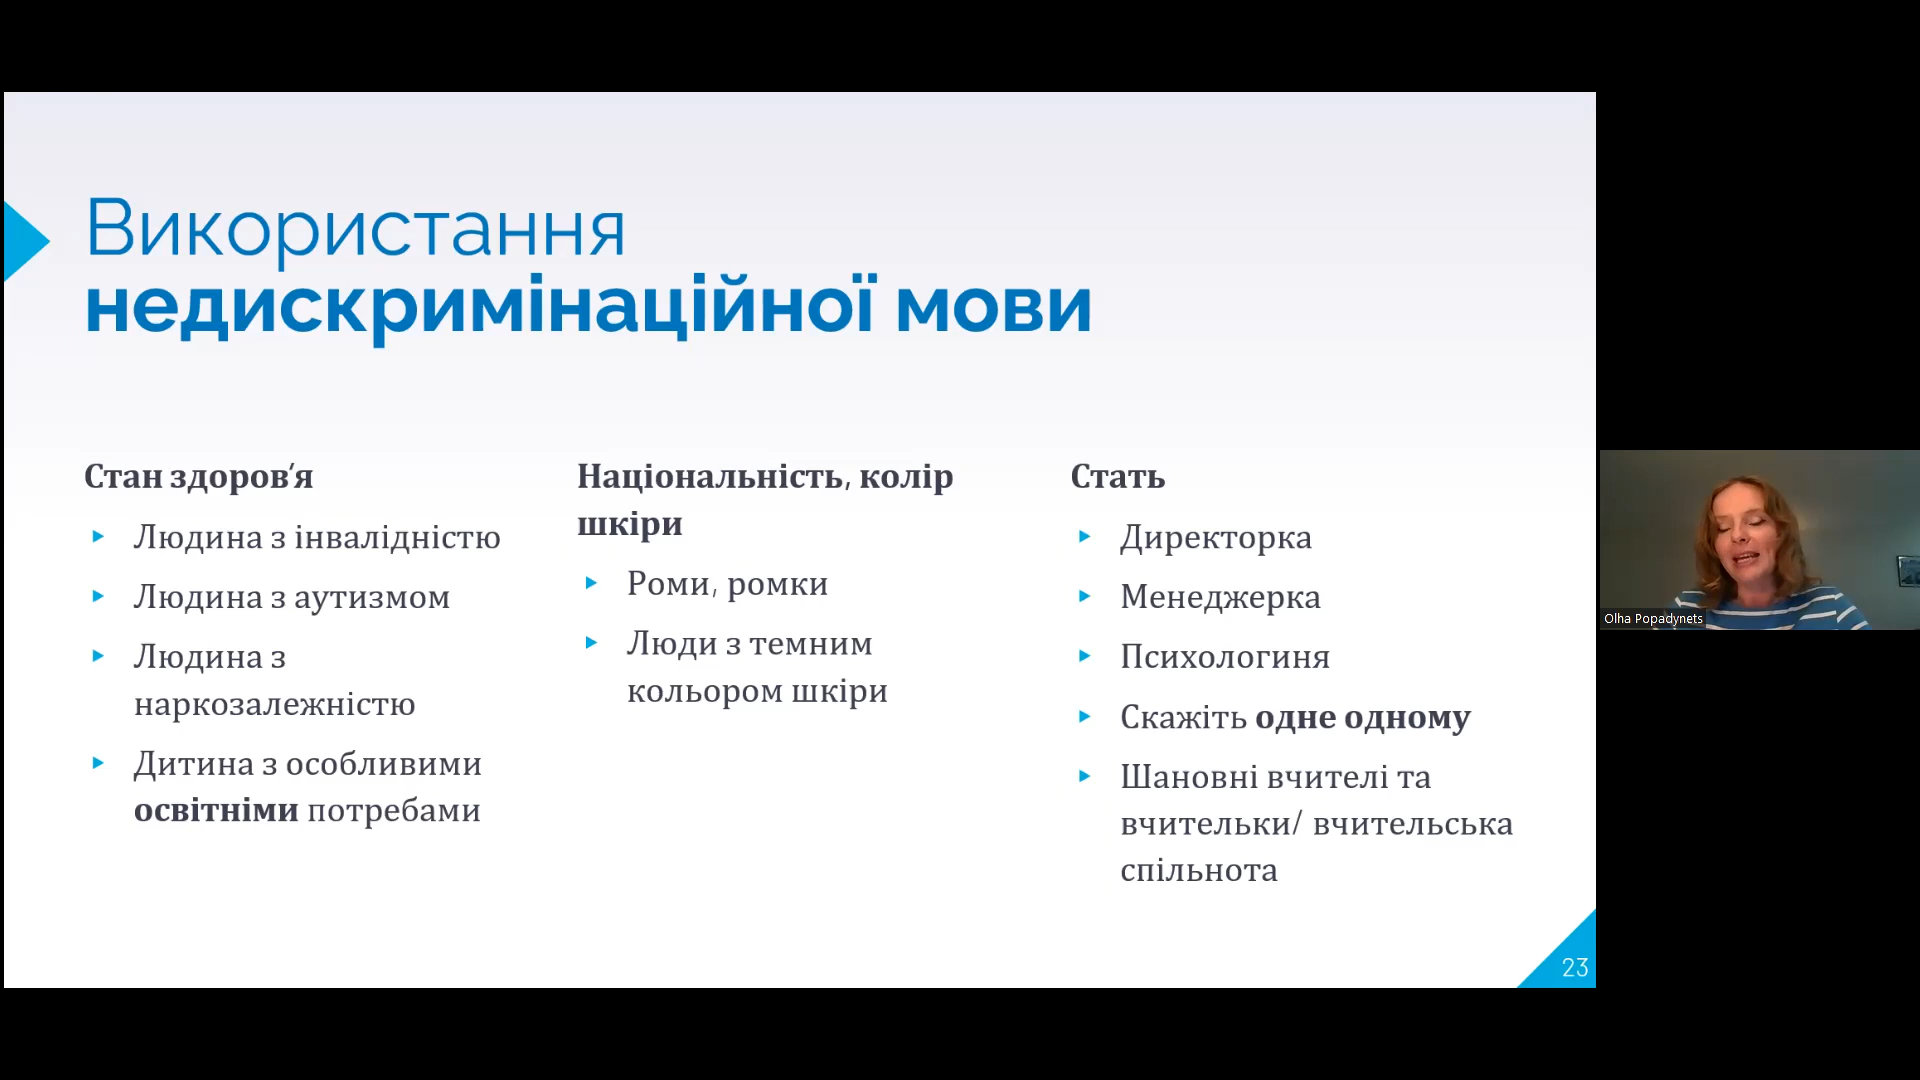 Використання
недискримінаційної мови
Стан здоров’я
Людина з інвалідністю
Людина з аутизмом
Людина з
наркозалежністю
Дитина з особливими
освітніми потребами
Національність, колір
шкіри
Роми, ромки
Люди з темним
кольором шкіри
Стать
Директорка
Менеджерка
Психологиня
Скажіть одне одному
Шановні вчителі та
вчительки/ вчительська
спільнота
23
Olha Popadynets